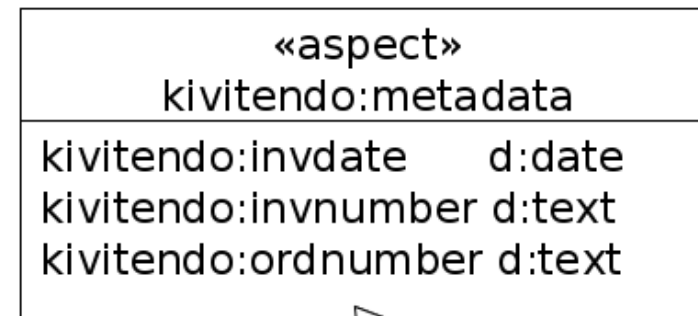 «aspect»
kivitendo:metadata
kivitendo:invdate d:date
kivitendo:invnumber d:text
kivitendo:ordnumber d:text